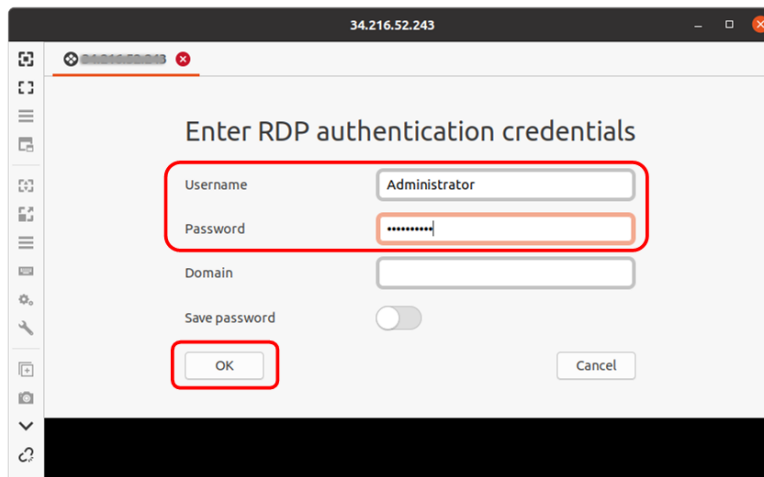 34.216.52.243
Enter RDP authentication credentials
Username
Administrator
Password
••••••••••
Domain
Save password
OK
Cancel